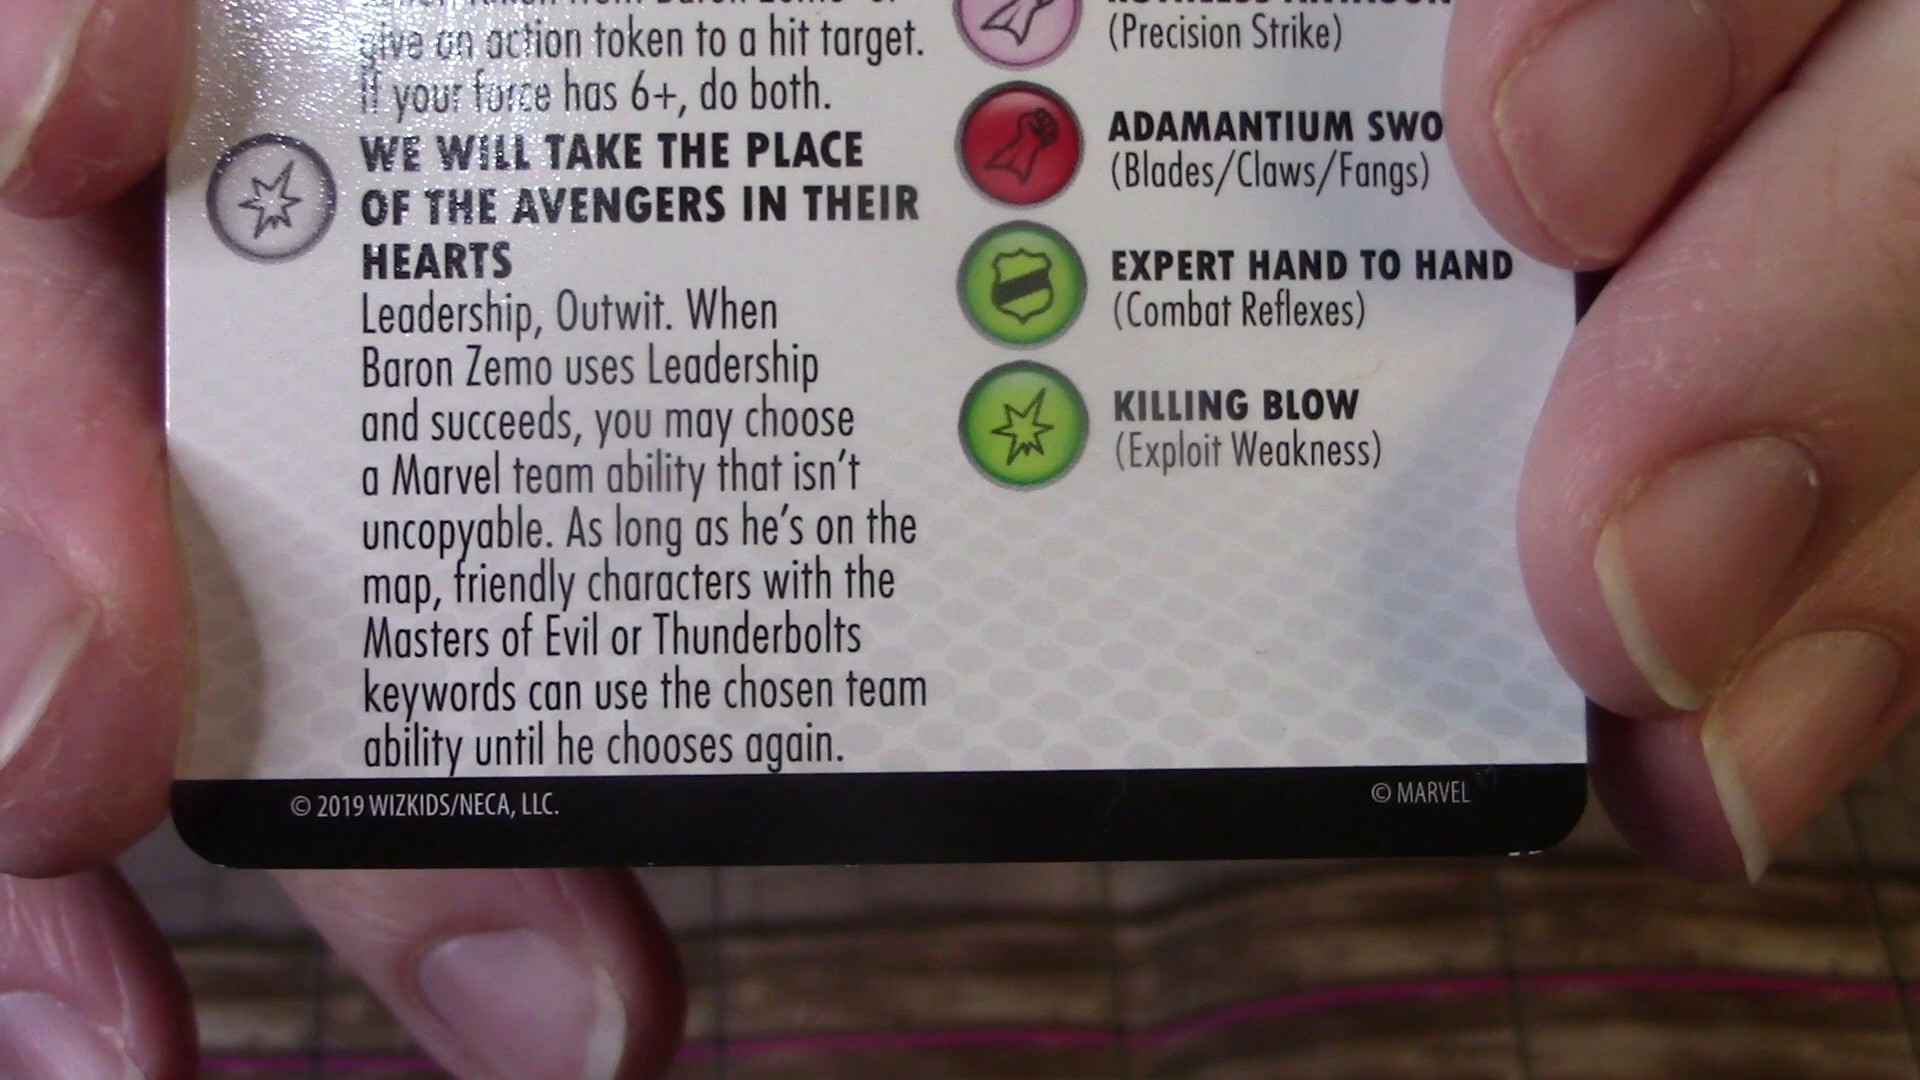 give an action token to a hit target.
If your force has 6+, do both.
WE WILL TAKE THE PLACE
OF THE AVENGERS IN THEIR
HEARTS
Leadership, Outwit. When
Baron Zemo uses Leadership
and succeeds, you may choose
a Marvel team ability that isn't
uncopyable. As long as he's on the
map, friendly characters with the
Masters of Evil or Thunderbolts
keywords can use the chosen team
ability until he chooses again.
(Precision Strike)
ADAMANTIUM SWO
(Blades/Claws/Fangs)
EXPERT HAND TO HAND
(Combat Reflexes)
KILLING BLOW
(Exploit Weakness)
© 2019 WIZKIDS/NECA, LLC.
© MARVEL